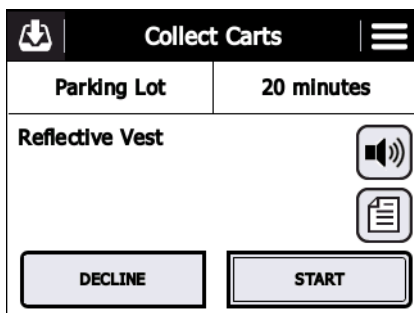 Collect Carts
Parking Lot
20 minutes
Reflective Vest
DECLINE
START